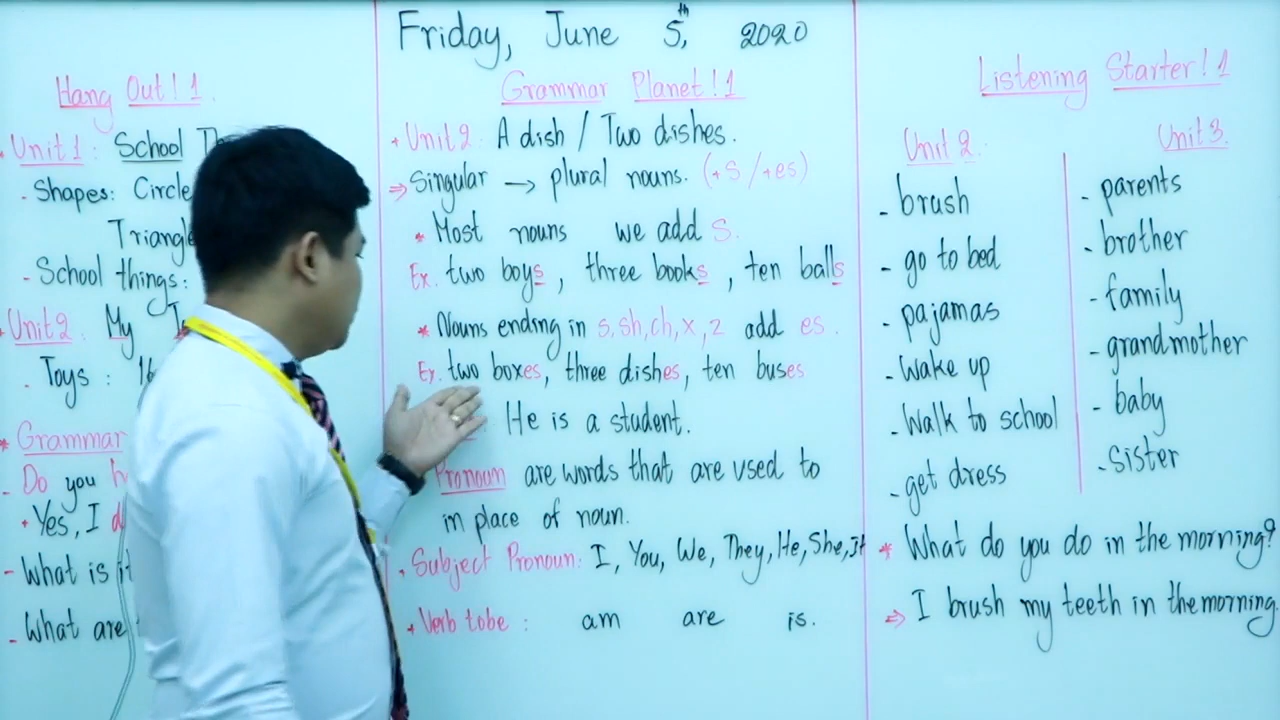 Friday, June 5th, 2020
Hang Out! 1
Unit 1: School
- Shapes: Circle
Triangle
- School things:
Unit 2: My
- Toys:
* Grammar
- Do you
+ Yes, I
- What is it
- What are
Grammar Planet! 1
+ Unit 2: A dish / Two dishes.
⇒ Singular → plural nouns. (+s /+es)
* Most nouns we add s.
Ex. two boys, three books, ten balls
* Nouns ending in s, sh, ch, x, z add es.
Ex. two boxes, three dishes, ten buses
He is a student.
Pronoun are words that are used to
in place of noun.
+ Subject Pronoun: I, You, We, They, He, She, It
+ Verb tobe: am are is.
Listening Starter! 1
Unit 2.
- brush
- go to bed
- pajamas
- Wake up
- Walk to school
- get dress
Unit 3.
- parents
- brother
- family
- grandmother
- baby
- sister
* What do you do in the morning?
⇒ I brush my teeth in the morning.